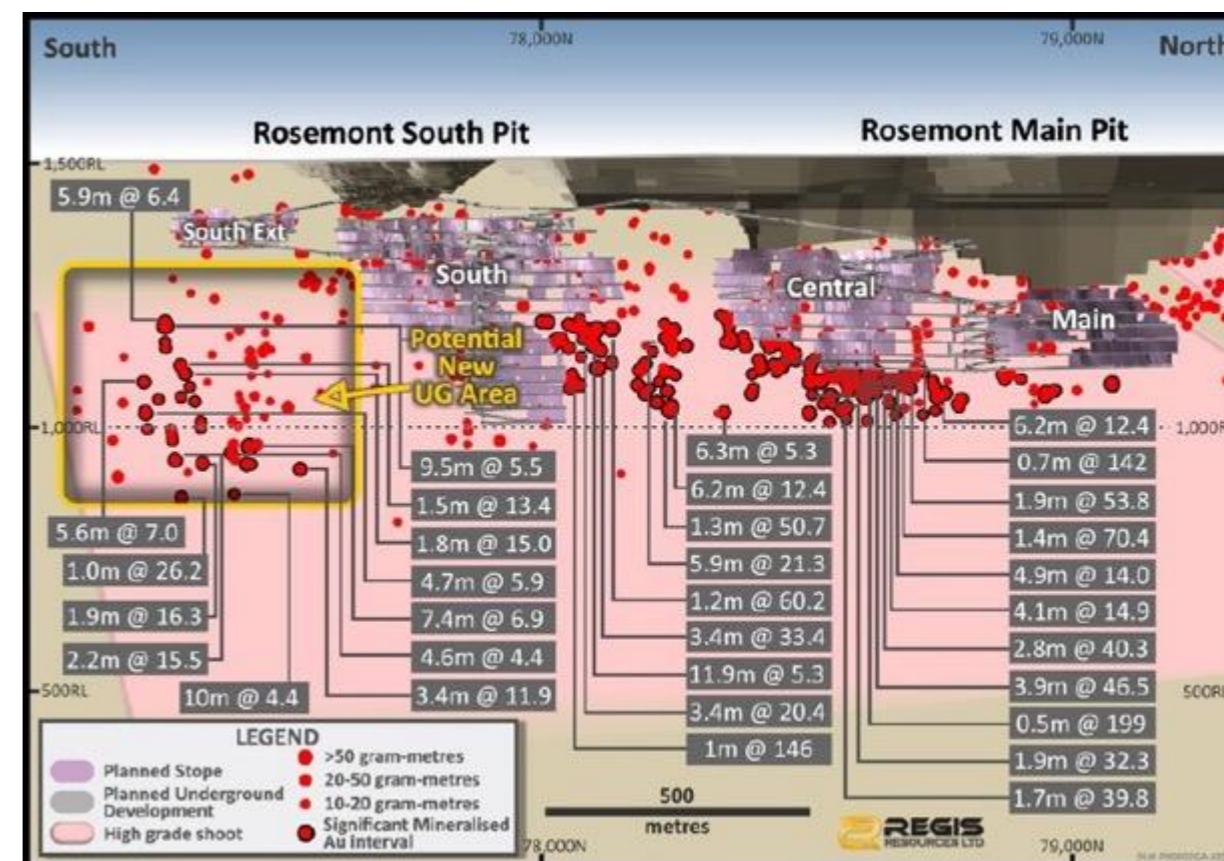 South
78,000N
79,000N
North
Rosemont South Pit
Rosemont Main Pit
1,500RL
5.9m @ 6.4
South Ext
South
Central
Main
Potential
New
UG Area
1,000RL
6.2m @ 12.4
6.3m @ 5.3
9.5m @ 5.5
0.7m @ 142
6.2m @ 12.4
1.5m @ 13.4
1.9m @ 53.8
1.3m @ 50.7
5.6m @ 7.0
1.8m @ 15.0
1.4m @ 70.4
5.9m @ 21.3
1.0m @ 26.2
4.7m @ 5.9
4.9m @ 14.0
1.2m @ 60.2
1.9m @ 16.3
7.4m @ 6.9
4.1m @ 14.9
3.4m @ 33.4
2.2m @ 15.5
4.6m @ 4.4
2.8m @ 40.3
11.9m @ 5.3
500RL
10m @ 4.4
3.4m @ 11.9
3.9m @ 46.5
3.4m @ 20.4
0.5m @ 199
1m @ 146
1.9m @ 32.3
1.7m @ 39.8
LEGEND
Planned Stope
Planned Underground
Development
High grade shoot
>50 gram-metres
20-50 gram-metres
10-20 gram-metres
Significant Mineralised
Au interval
500
metres
REGIS
RESOURCES LTD
78,000N
79,000N